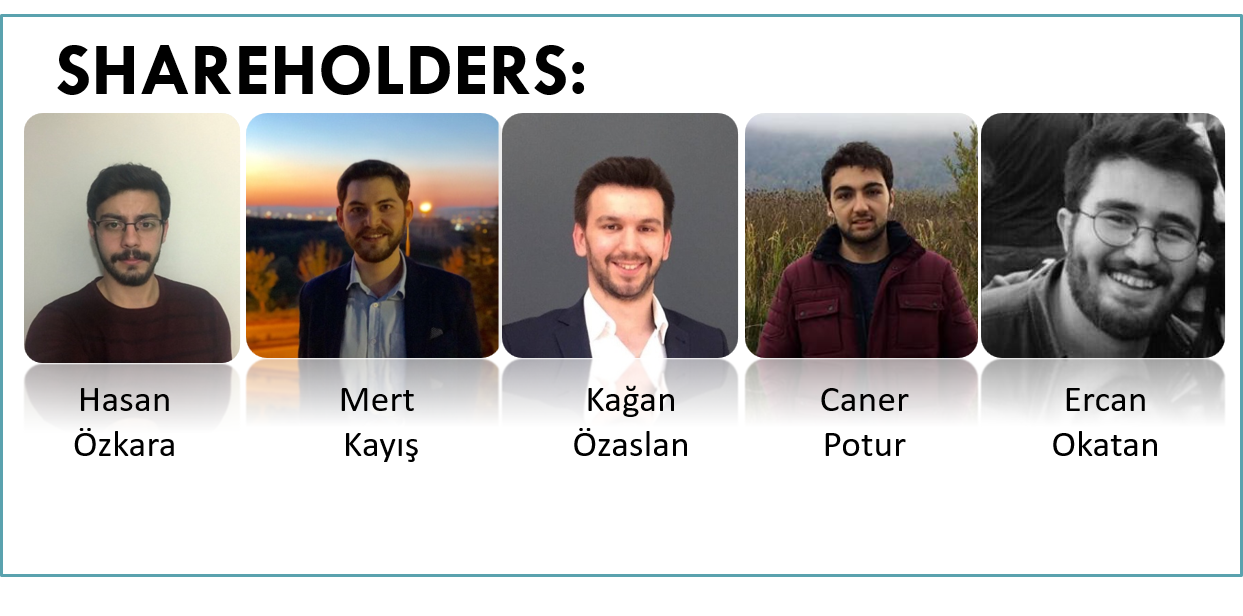 SHAREHOLDERS:
Hasan Özkara
Mert Kayış
Kağan Özaslan
Caner Potur
Ercan Okatan